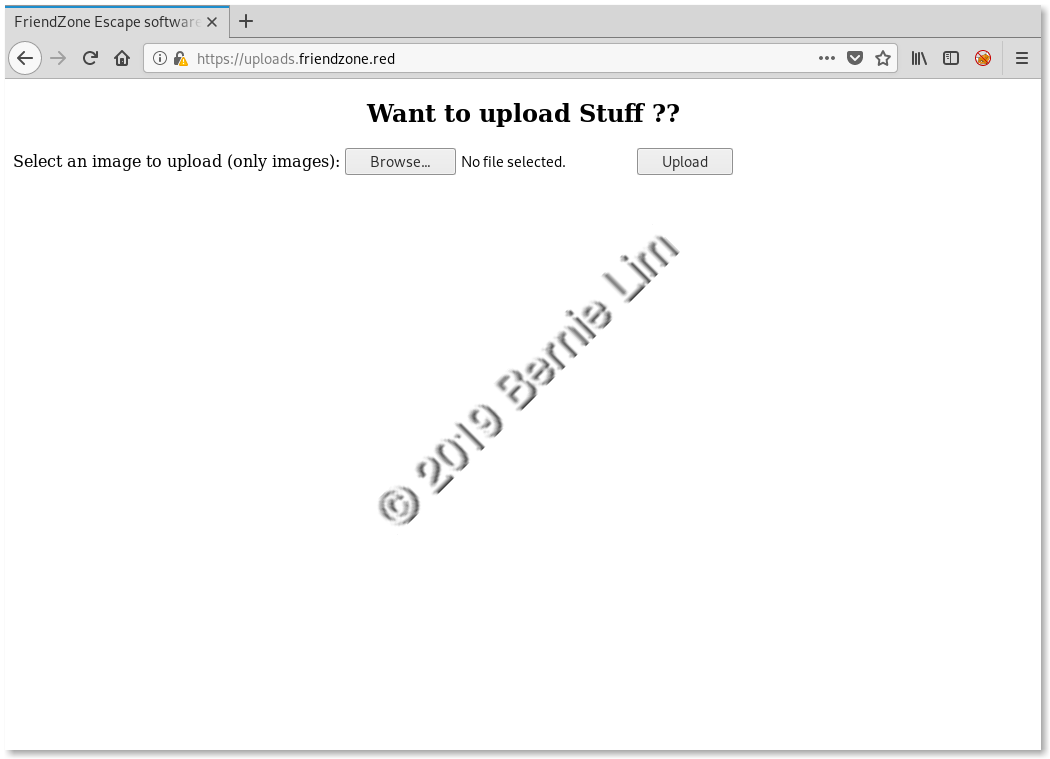 FriendZone Escape software
https://uploads.friendzone.red
Want to upload Stuff ??
Select an image to upload (only images): Browse... No file selected. Upload
© 2019 Bernie Lim